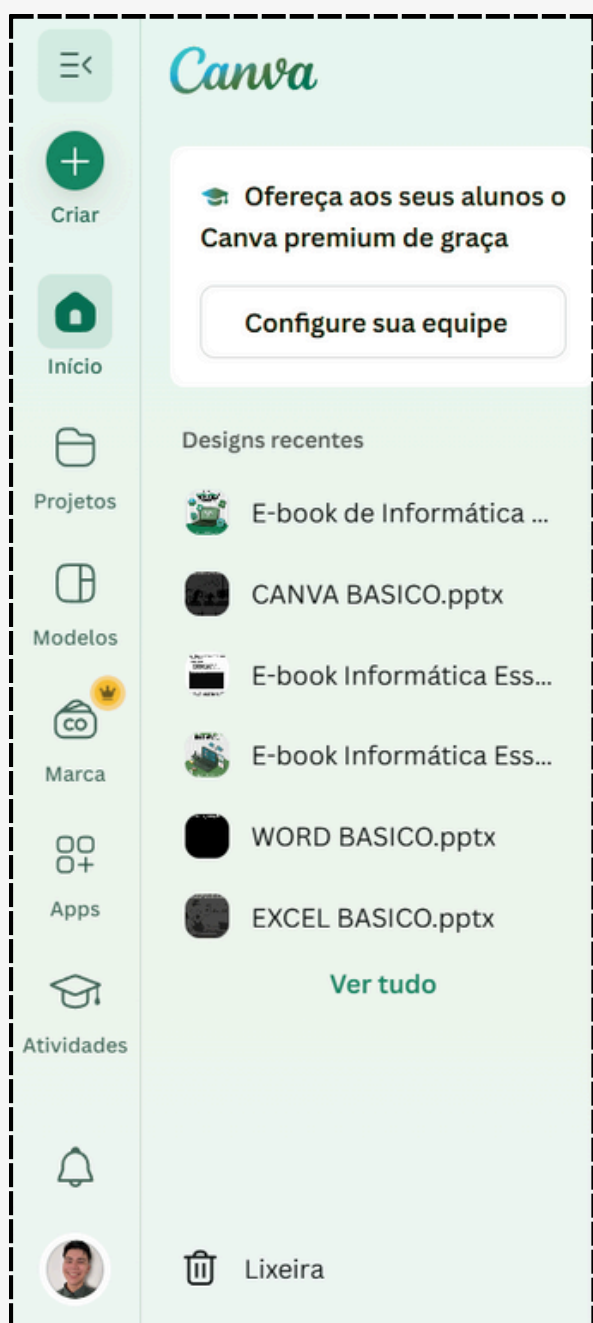 Canva
Criar
Início
Projetos
Modelos
CO
Marca
Apps
Atividades
Ofereça aos seus alunos o
Canva premium de graça
Configure sua equipe
Designs recentes
E-book de Informática ...
CANVA BASICO.pptx
E-book Informática Ess...
E-book Informática Ess...
WORD BASICO.pptx
EXCEL BASICO.pptx
Ver tudo
Lixeira